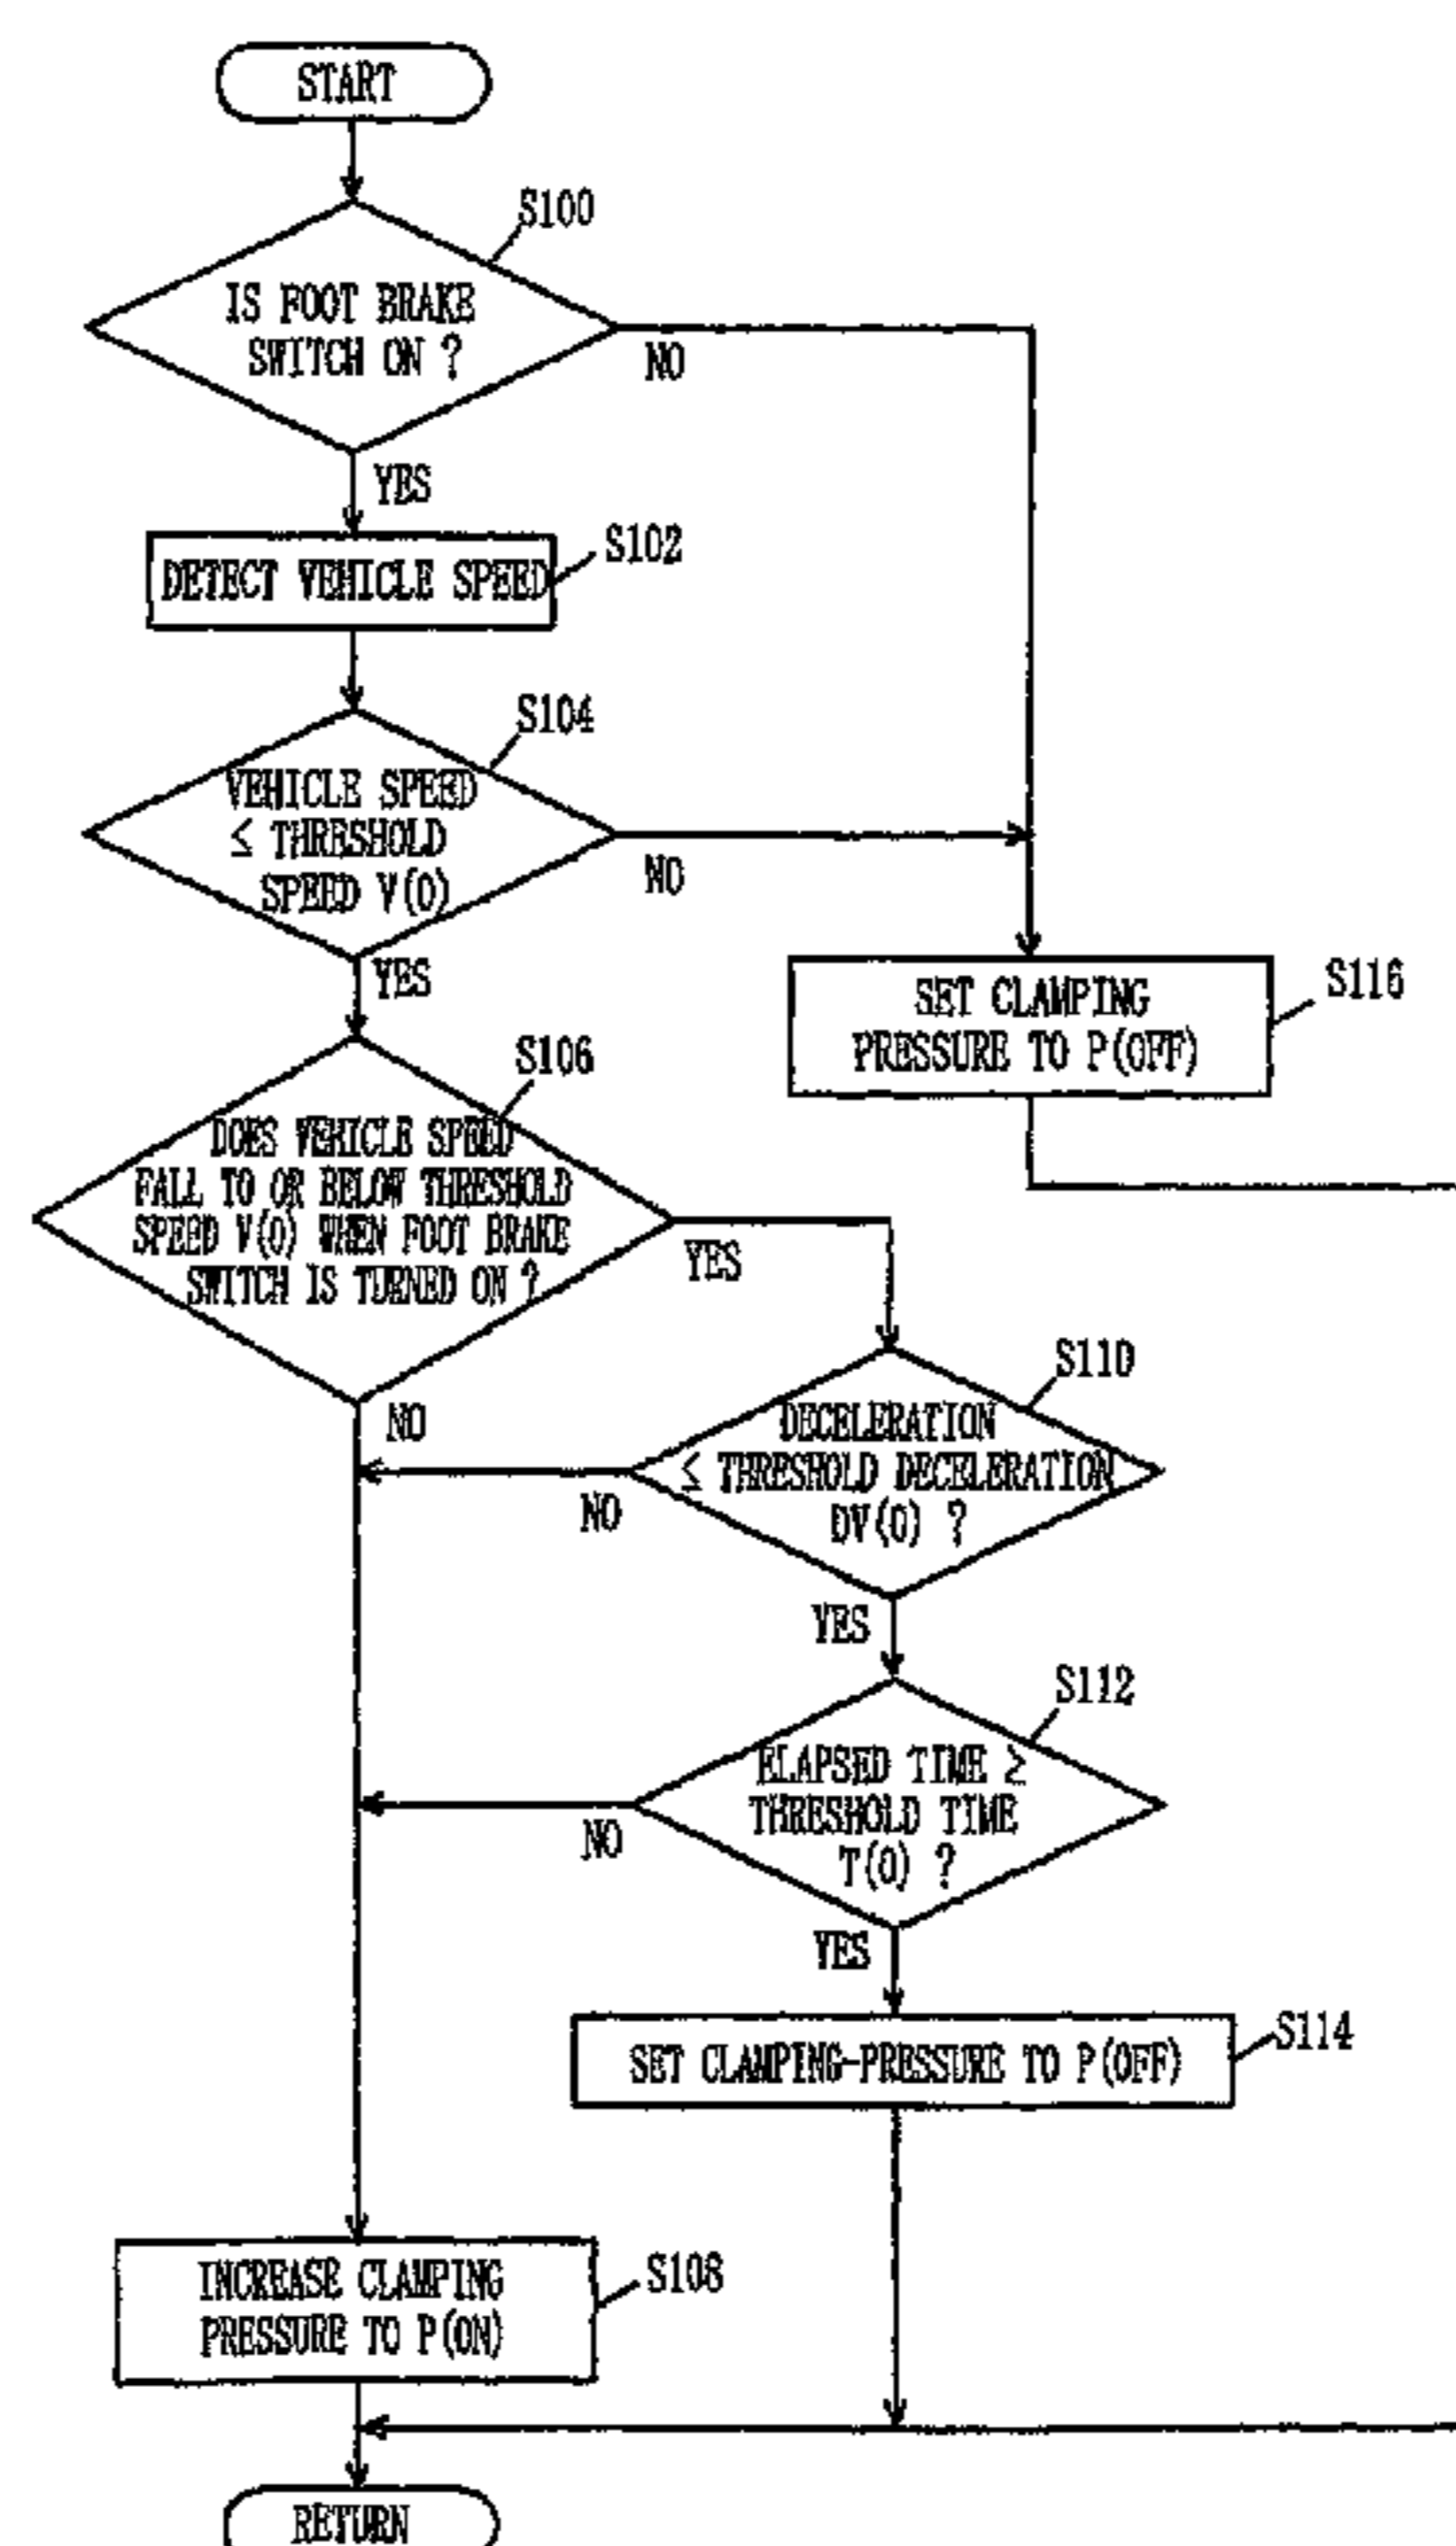 START
S100
IS FOOT BRAKE
SWITCH ON ?
NO
YES
S102
DETECT VEHICLE SPEED
S104
VEHICLE SPEED
≤ THRESHOLD
SPEED V(0)
NO
YES
S116
SET CLAMPING
PRESSURE TO P(OFF)
S106
DOES VEHICLE SPEED
FALL TO OR BELOW THRESHOLD
SPEED V(0) WHEN FOOT BRAKE
SWITCH IS TURNED ON ?
YES
NO
S110
DECELERATION
≤ THRESHOLD DECELERATION
DV(0) ?
NO
YES
S112
ELAPSED TIME ≥
THRESHOLD TIME
T(0) ?
NO
YES
S114
SET CLAMPING-PRESSURE TO P(OFF)
S108
INCREASE CLAMPING
PRESSURE TO P(ON)
RETURN